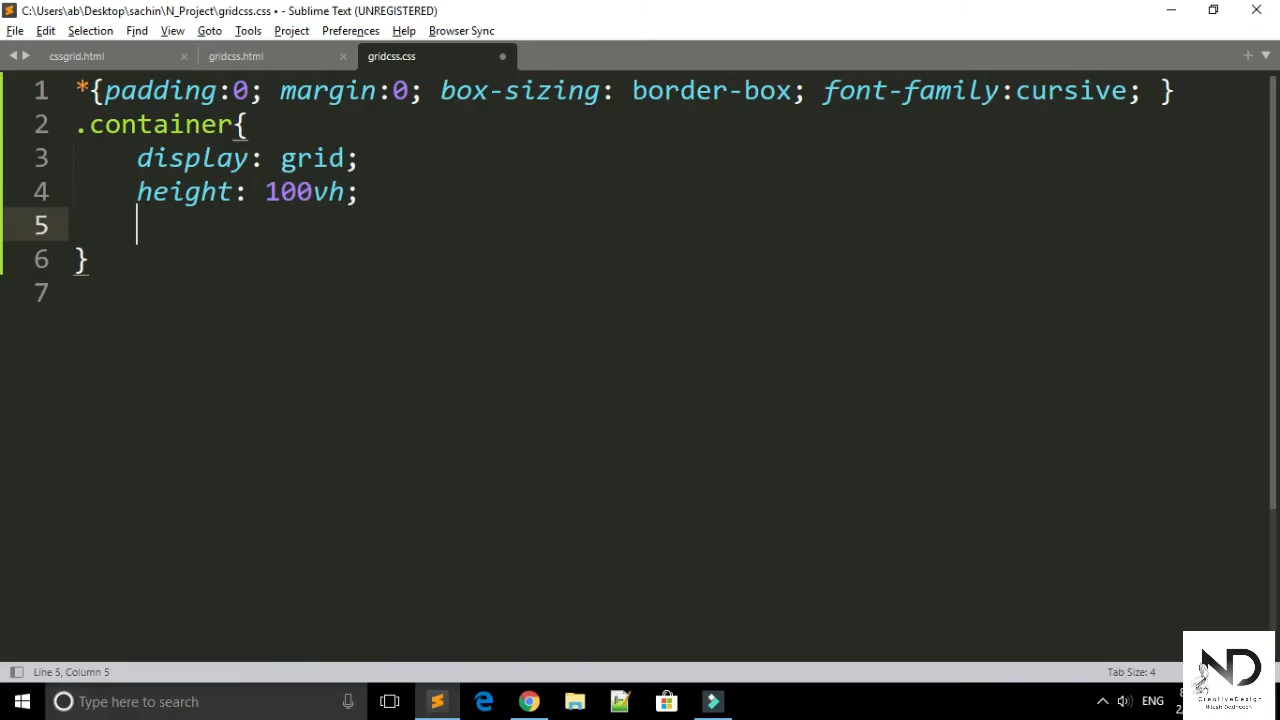 C:\Users\ab\Desktop\sachin\N_Project\gridcss.css • - Sublime Text (UNREGISTERED)
File Edit Selection Find View Goto Tools Project Preferences Help Browser Sync
cssgrid.html gridcss.html gridcss.css
1 *{padding:0; margin:0; box-sizing: border-box; font-family:cursive; }
2 .container{
3 display: grid;
4 height: 100vh;
5
6 }
7
Line 5, Column 5 Tab Size: 4
Type here to search ENG
ND
CreativeDesign